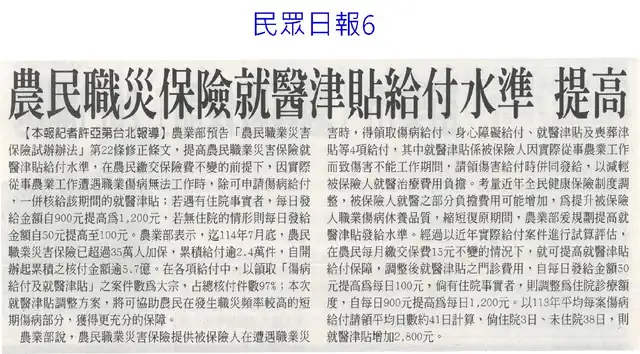 民眾日報6
農民職災保險就醫津貼給付水準 提高
【本報記者許亞第台北報導】農業部預告「農民職業災害
保險試辦辦法」第22條修正條文，提高農民職業災害保險就
醫津貼給付水準，在農民繳交保險費不變的前提下，因實際
從事農業工作遭遇職業傷病無法工作時，除可申請傷病給付，
一併核給該期間的就醫津貼；若遇有住院事實者，每日發
給金額自900元提高為1,200元，若無住院的情形則每日發給
金額自50元提高至100元。農業部表示，迄114年7月底，農民
職業災害保險已超過35萬人加保，累積給付逾2.4萬件，自開
辦起累積之核付金額逾5.7億。在各項給付中，以領取「傷病
給付及就醫津貼」之案件數為大宗，占總核付件數97%；本次
就醫津貼調整方案，將可協助農民在發生職災頻率較高的短
期傷病部分，獲得更充分的保障。
農業部說，農民職業災害保險提供被保險人在遭遇職業災
害時，得領取傷病給付、身心障礙給付、就醫津貼及喪葬津
貼等4項給付，其中就醫津貼係被保險人因實際從事農業工作
而致傷害不能工作期間，請領傷害給付時併同發給，以減輕
被保險人就醫治療費用負擔。考量近年全民健康保險制度調
整，被保險人就醫之部分負擔費用可能增加，為提升被保險
人職業傷病休養品質，縮短復原期間，農業部爰規劃提高就
醫津貼發給水準。經過以近年實際給付案件進行試算評估，
在農民每月繳交保費15元不變的情況下，就可提高就醫津貼
給付保障，調整後就醫津貼之門診費用，自每日發給金額50
元提高為每日100元，倘有住院事實者，則調整為住院診療額
度，自每日900元提高為每日1,200元。以113年平均每案傷病
給付請領平均日數約41日計算，倘住院3日、未住院38日，則
就醫津貼增加2,800元。